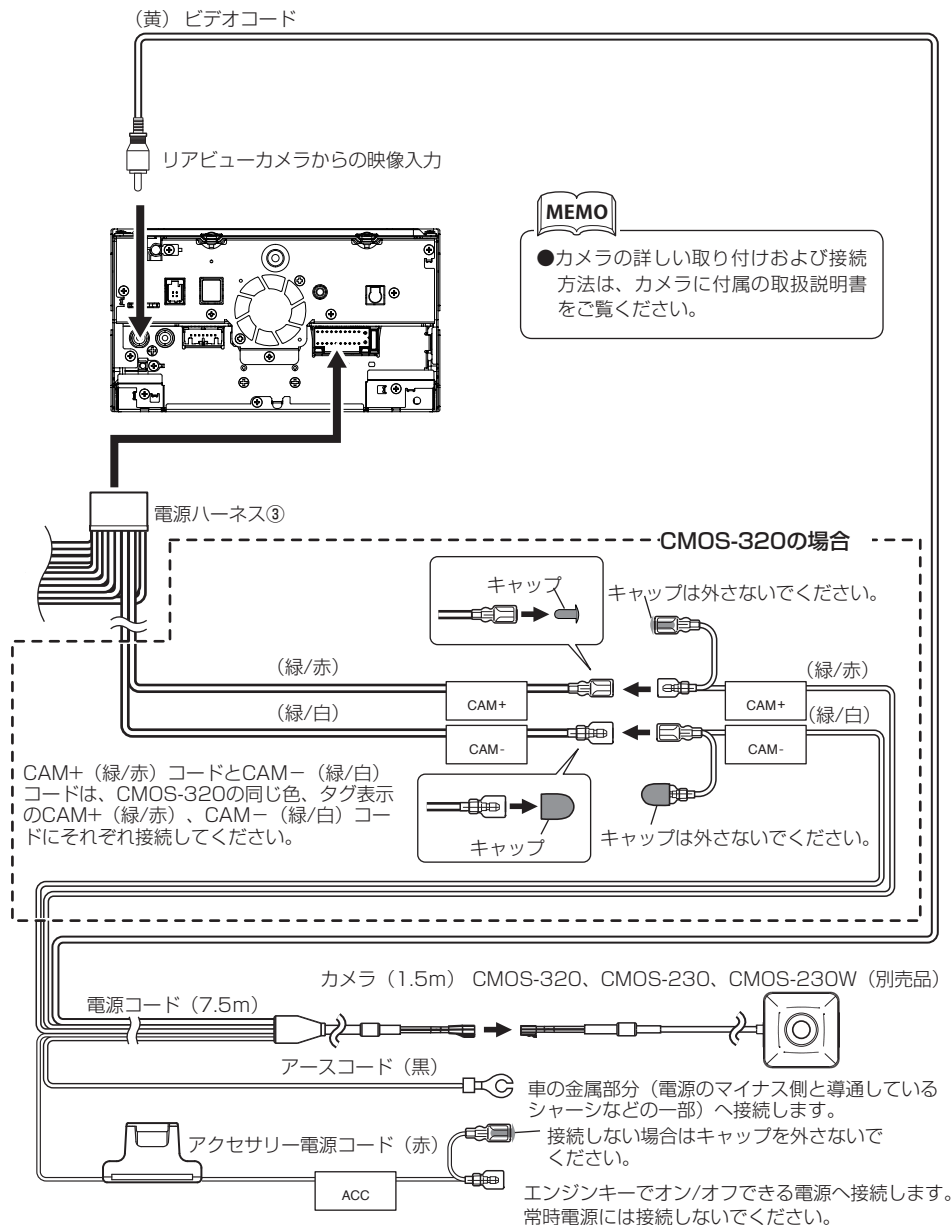 （黄） ビデオコード
リアビューカメラからの映像入力
MEMO
●カメラの詳しい取り付けおよび接続
方法は、カメラに付属の取扱説明書
をご覧ください。
電源ハーネス③
CMOS-320の場合
キャップ
キャップは外さないでください。
（緑/赤）
CAM+
CAM+
（緑/赤）
（緑/白）
CAM-
CAM-
（緑/白）
CAM+（緑/赤）コードとCAM－（緑/白）
コードは、CMOS-320の同じ色、タグ表示
のCAM+（緑/赤）、CAM－（緑/白）コー
ドにそれぞれ接続してください。
キャップ
キャップは外さないでください。
カメラ（1.5m） CMOS-320、CMOS-230、CMOS-230W（別売品）
電源コード（7.5m）
アースコード（黒）
車の金属部分（電源のマイナス側と導通している
シャーシなどの一部）へ接続します。
アクセサリー電源コード（赤）
接続しない場合はキャップを外さないで
ください。
ACC
エンジンキーでオン/オフできる電源へ接続します。
常時電源には接続しないでください。